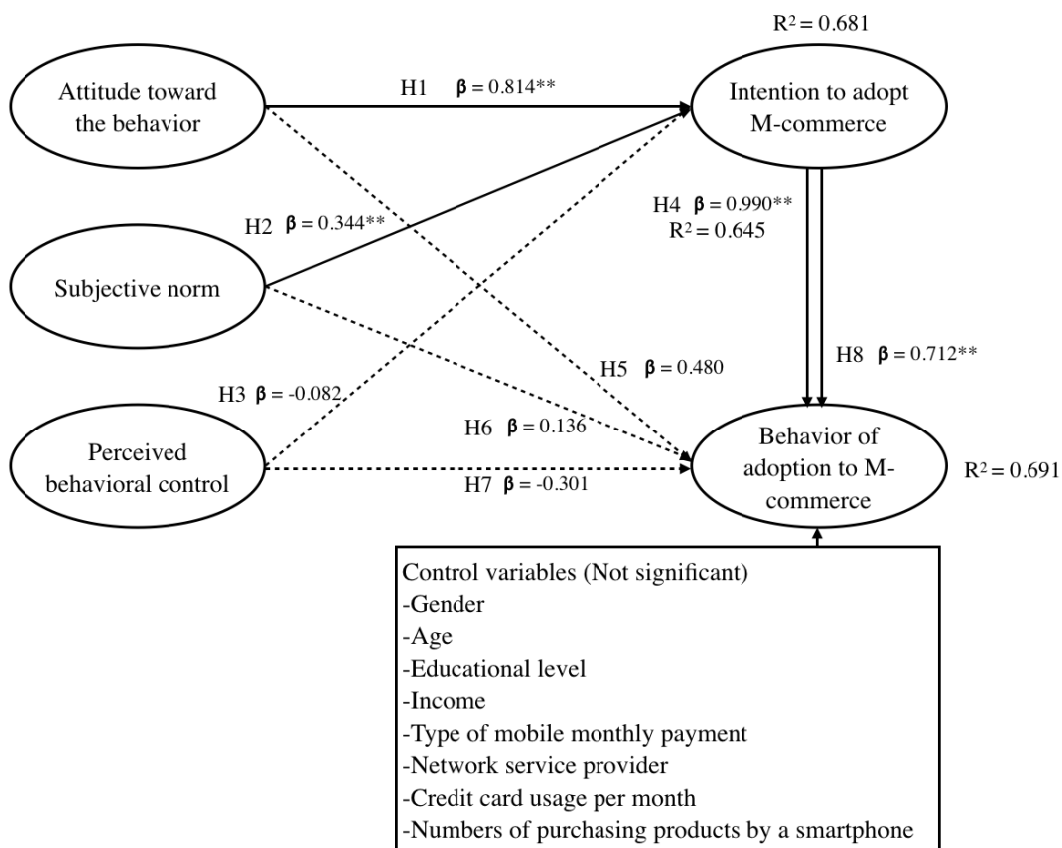 R² = 0.681
Attitude toward
the behavior
H1 β = 0.814**
Intention to adopt
M-commerce
H2 β = 0.344**
H4 β = 0.990**
R² = 0.645
Subjective norm
H3 β = -0.082
H5 β = 0.480
H8 β = 0.712**
H6 β = 0.136
H7 β = -0.301
Perceived
behavioral control
Behavior of
adoption to M-
commerce
R² = 0.691
Control variables (Not significant)
-Gender
-Age
-Educational level
-Income
-Type of mobile monthly payment
-Network service provider
-Credit card usage per month
-Numbers of purchasing products by a smartphone